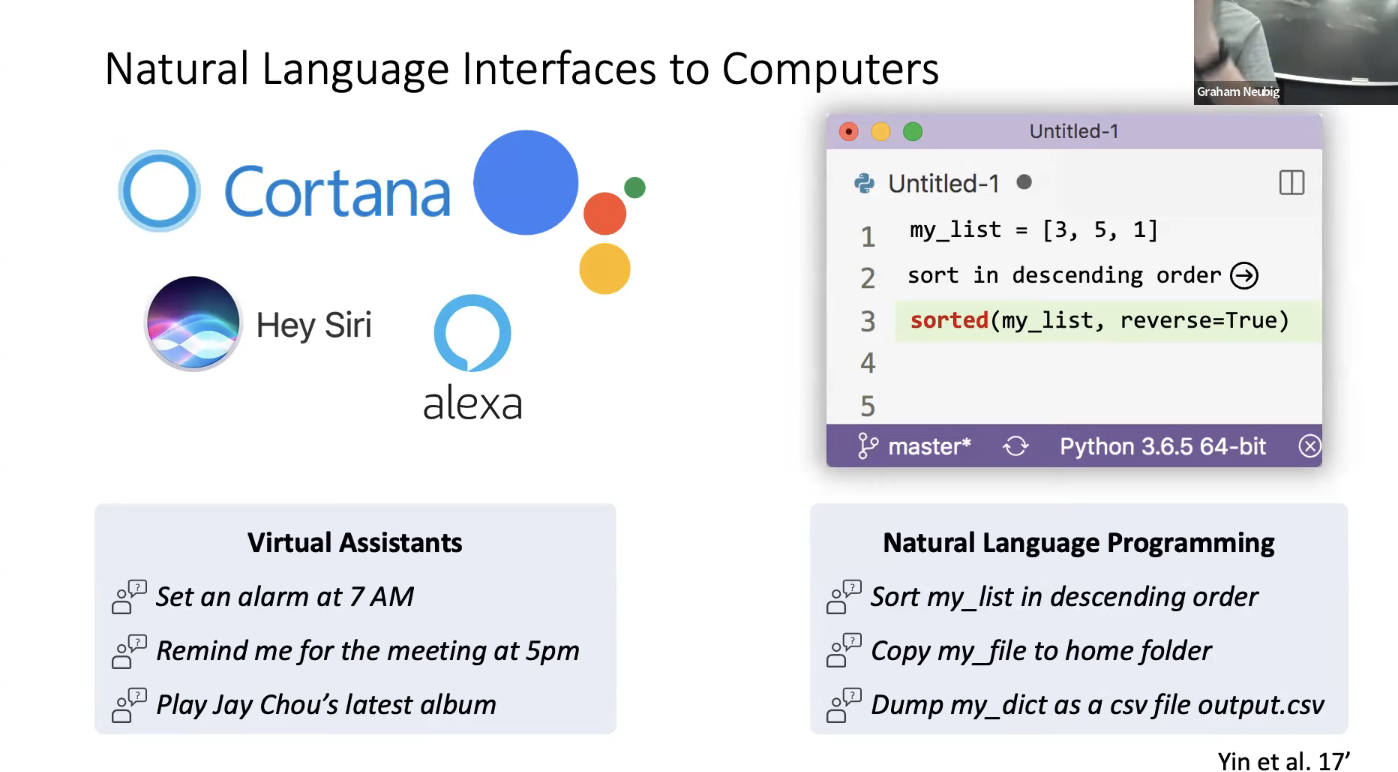 Natural Language Interfaces to Computers
Graham Neubig
Cortana
Hey Siri
alexa
Untitled-1
Untitled-1
1 my_list = [3, 5, 1]
2 sort in descending order
3 sorted(my_list, reverse=True)
4
5
master* Python 3.6.5 64-bit
Virtual Assistants
Set an alarm at 7 AM
Remind me for the meeting at 5pm
Play Jay Chou’s latest album
Natural Language Programming
Sort my_list in descending order
Copy my_file to home folder
Dump my_dict as a csv file output.csv
Yin et al. 17’